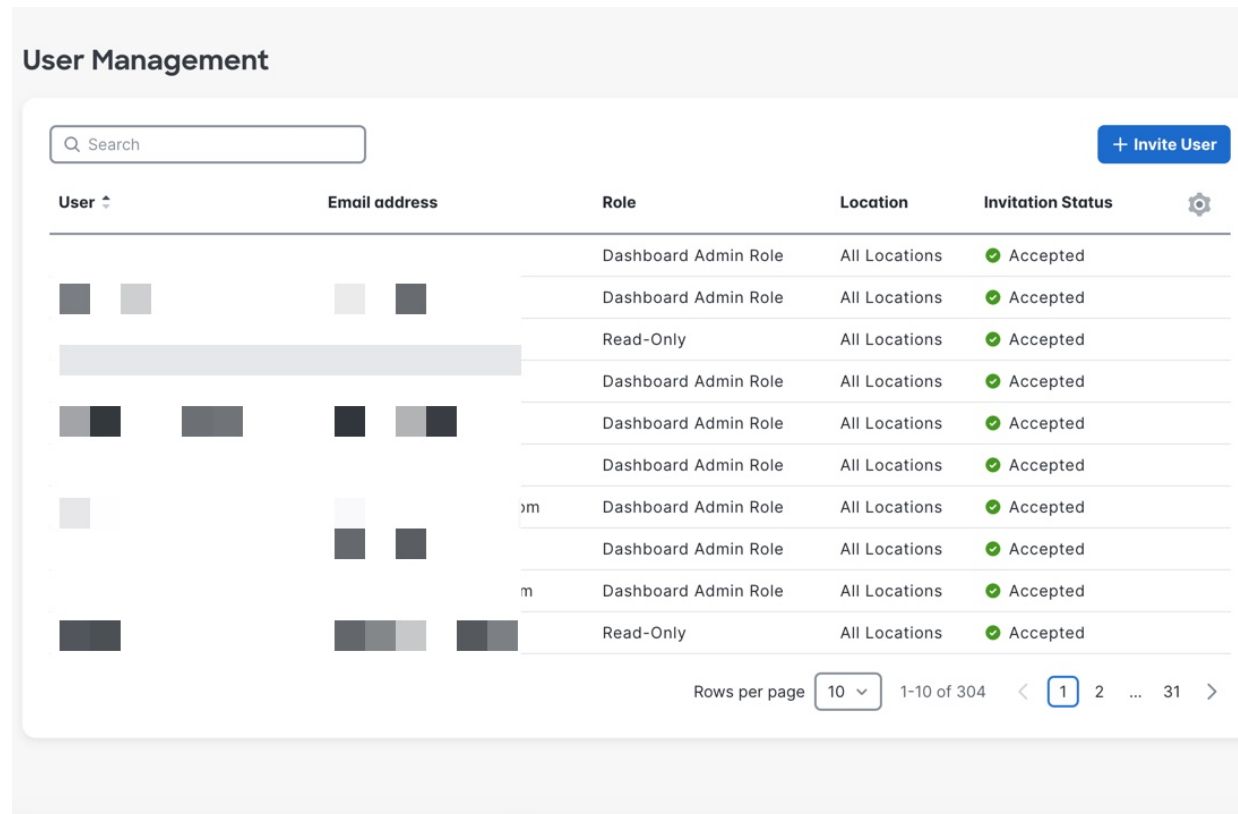 User Management
Search
+ Invite User
User Email address Role Location Invitation Status
Dashboard Admin Role All Locations Accepted
Dashboard Admin Role All Locations Accepted
Read-Only All Locations Accepted
Dashboard Admin Role All Locations Accepted
Dashboard Admin Role All Locations Accepted
Dashboard Admin Role All Locations Accepted
Dashboard Admin Role All Locations Accepted
Dashboard Admin Role All Locations Accepted
m Dashboard Admin Role All Locations Accepted
Read-Only All Locations Accepted
Rows per page 10 1-10 of 304 1 2 ... 31